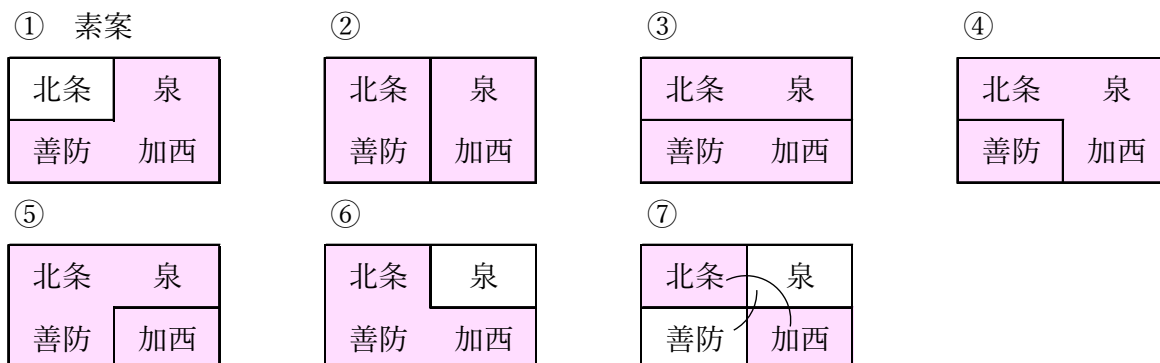 ① 素案
②
③
④
北条 泉
北条 泉
北条 泉
北条 泉
善防 加西
善防 加西
善防 加西
善防 加西
⑤
⑥
⑦
北条 泉
北条 泉
北条 泉
善防 加西
善防 加西
善防 加西